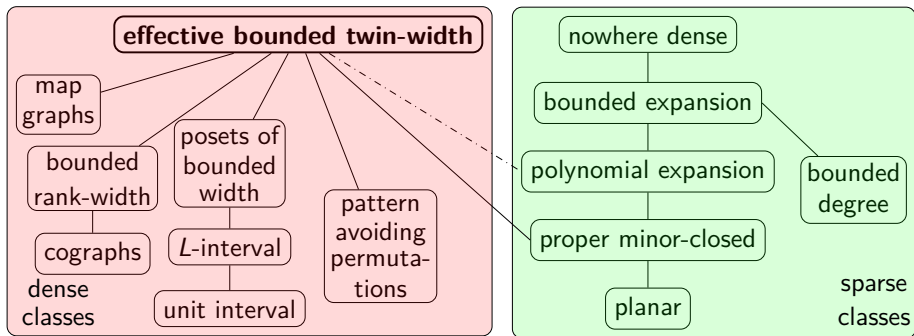 effective bounded twin-width
map
graphs
bounded
rank-width
cographs
posets of
bounded
width
L-interval
unit interval
pattern
avoiding
permuta-
tions
dense
classes
nowhere dense
bounded expansion
polynomial expansion
bounded
degree
proper minor-closed
planar
sparse
classes